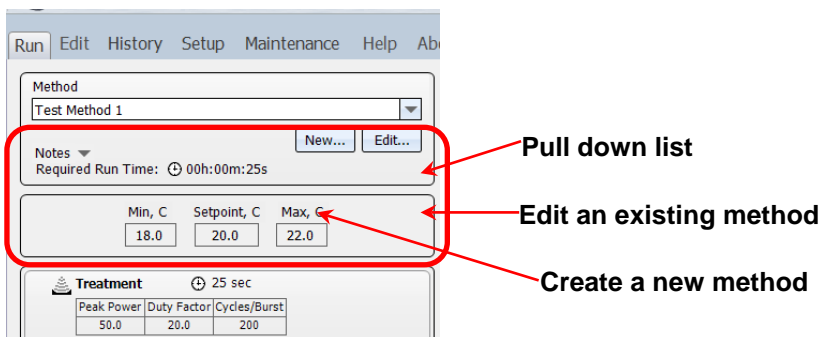 Run Edit History Setup Maintenance Help
Method
Test Method 1
New... Edit...
Notes
Required Run Time: 00h:00m:25s
Min, C Setpoint, C Max, C
18.0 20.0 22.0
Treatment 25 sec
Peak Power Duty Factor Cycles/Burst
50.0 20.0 200
Pull down list
Edit an existing method
Create a new method